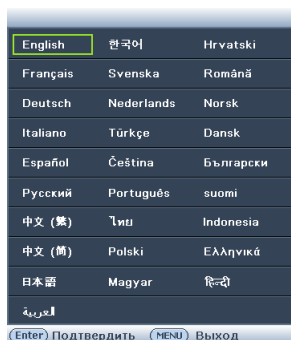 English 한국어 Hrvatski
Français Svenska Română
Deutsch Nederlands Norsk
Italiano Türkçe Dansk
Español Čeština Български
Русский Português suomi
中文 (繁) ไทย Indonesia
中文 (简) Polski Ελληνικά
日本語 Magyar हिन्दी
العربية
Enter Подтвердить MENU Выход